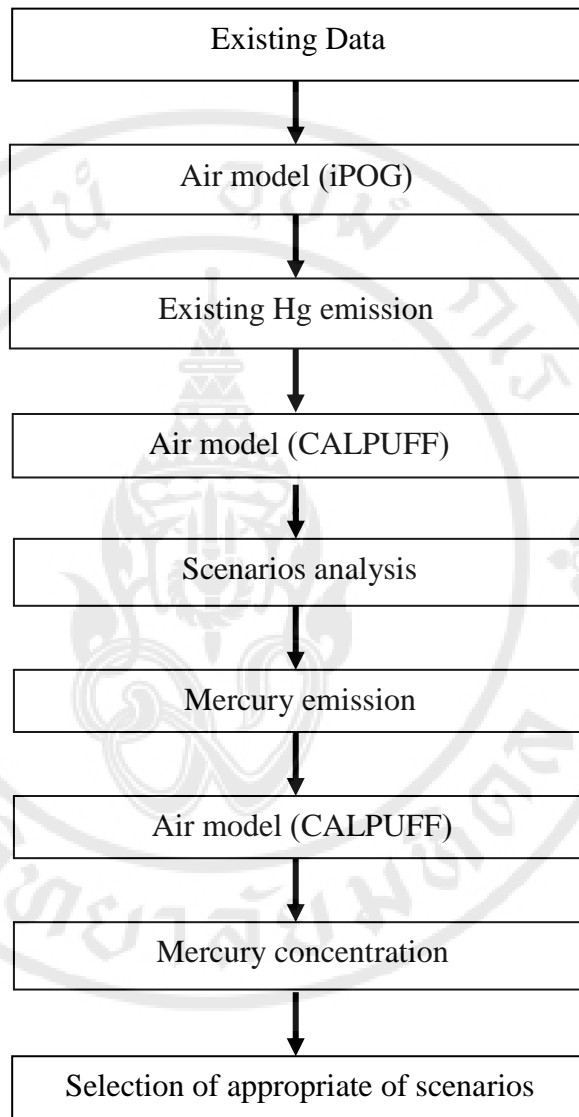 Existing Data
Air model (iPOG)
Existing Hg emission
Air model (CALPUFF)
Scenarios analysis
Mercury emission
Air model (CALPUFF)
Mercury concentration
Selection of appropriate of scenarios